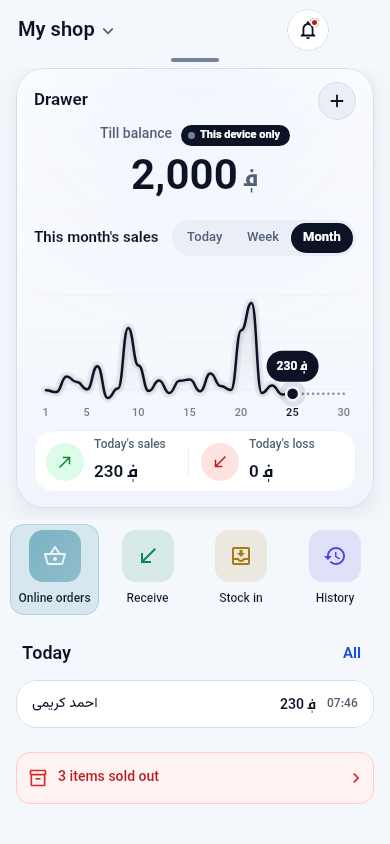 My shop
Drawer
Till balance This device only
2,000 ؋
This month's sales Today Week Month
230 ؋
1 5 10 15 20 25 30
Today's sales
230 ؋
Today's loss
0 ؋
Online orders Receive Stock in History
Today All
احمد کریمی 230 ؋ 07:46
3 items sold out